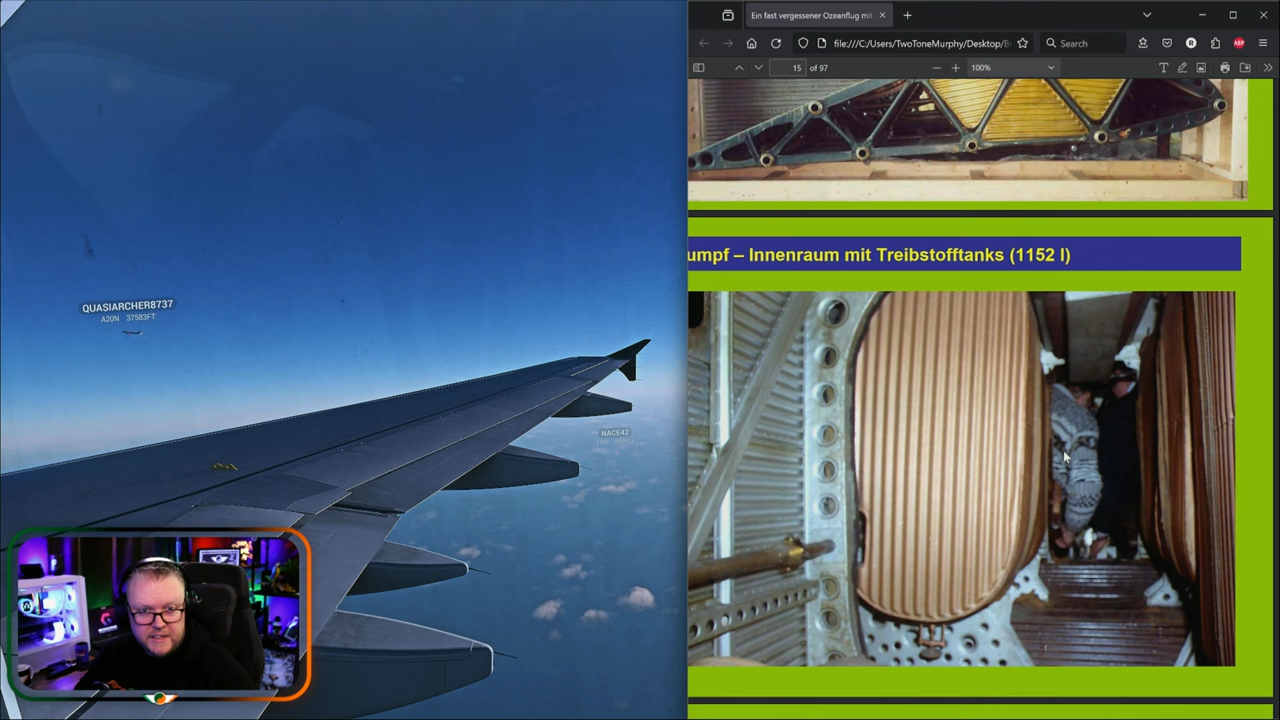 QUASIARCHER8737
A20N 37583FT
NACE42
Ein fast vergessener Ozeanflug mit
file:///C:/Users/TwoToneMurphy/Desktop/B
Search
15 of 97
100%
umpf – Innenraum mit Treibstofftanks (1152 l)